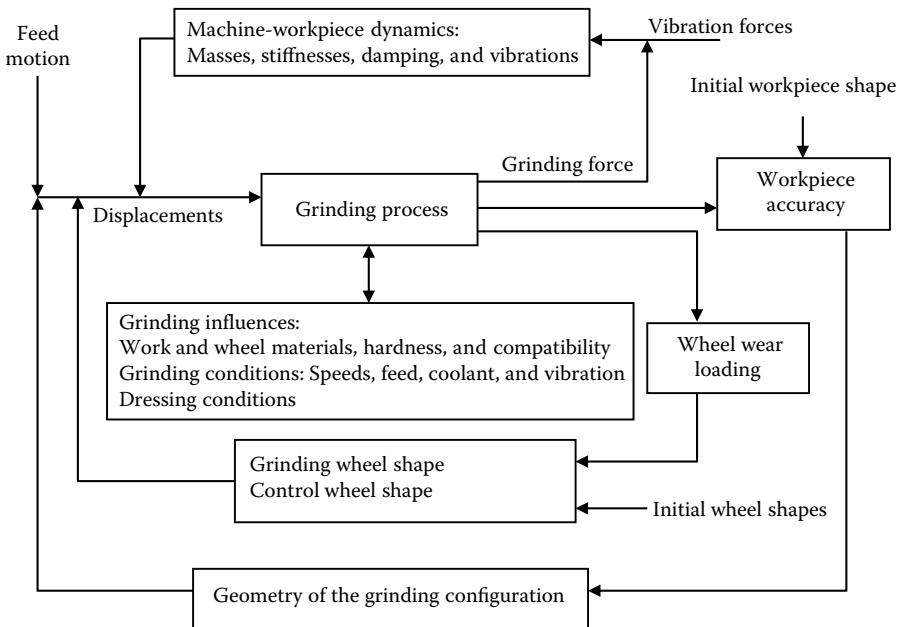 Feed
motion
Machine-workpiece dynamics:
Masses, stiffnesses, damping, and vibrations
Vibration forces
Initial workpiece shape
Grinding force
Workpiece
accuracy
Displacements
Grinding process
Grinding influences:
Work and wheel materials, hardness, and compatibility
Grinding conditions: Speeds, feed, coolant, and vibration
Dressing conditions
Wheel wear
loading
Grinding wheel shape
Control wheel shape
Initial wheel shapes
Geometry of the grinding configuration